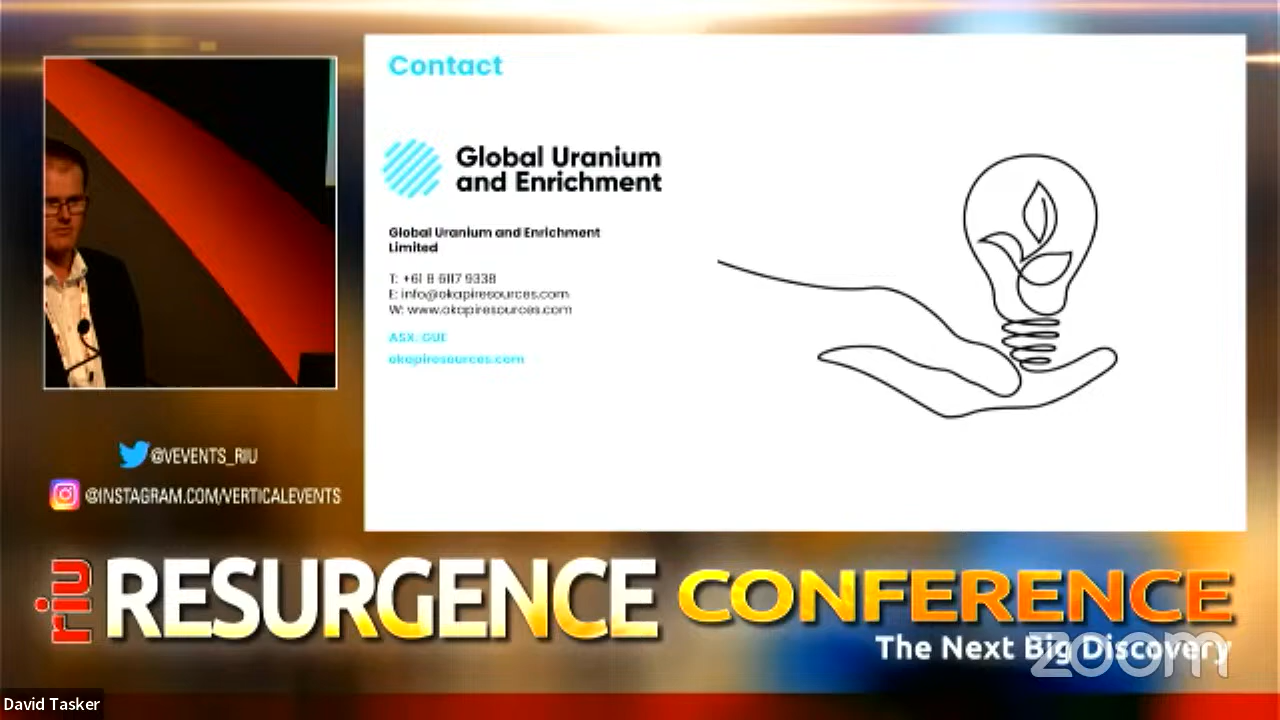 Contact
Global Uranium
and Enrichment
Global Uranium and Enrichment
Limited
T: +61 8 6117 9338
E: info@okapiresources.com
W: www.okapiresources.com
ASX: GUE
okapiresources.com
@VEVENTS_RIU
@INSTAGRAM.COM/VERTICALEVENTS
riu RESURGENCE CONFERENCE
The Next Big Discovery
zoom
David Tasker